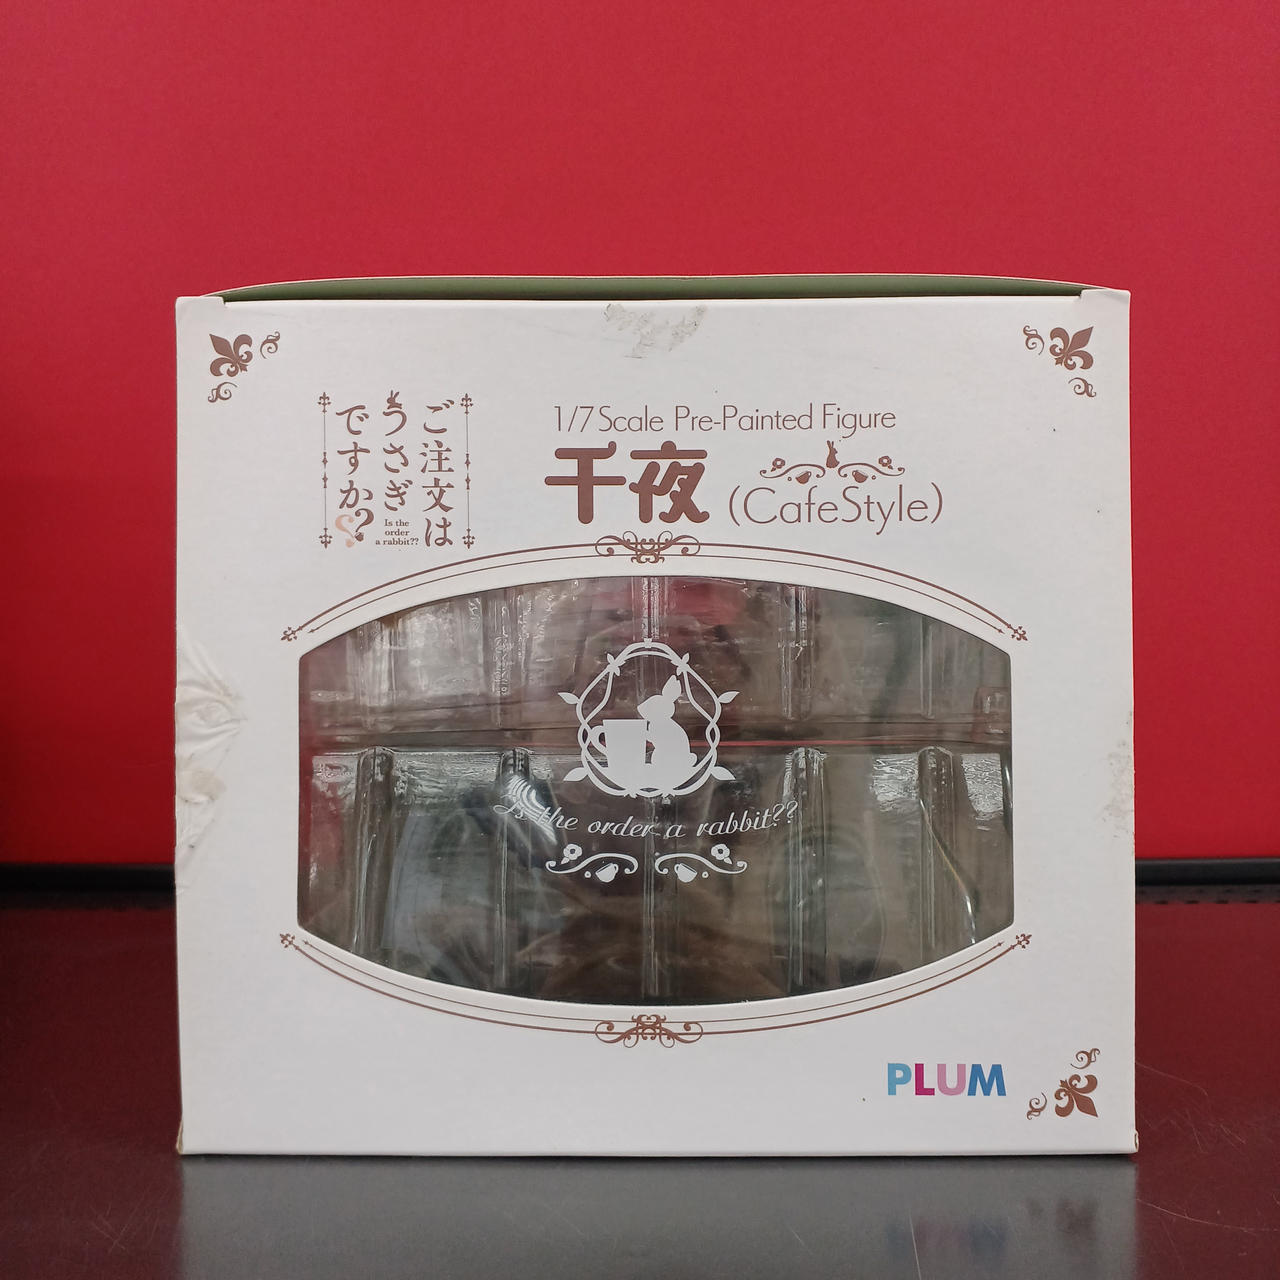 ご注文は
うさぎ
ですか??
Is the
order
a rabbit??
1/7 Scale Pre-Painted Figure
千夜
(CafeStyle)
Is the order a rabbit??
PLUM